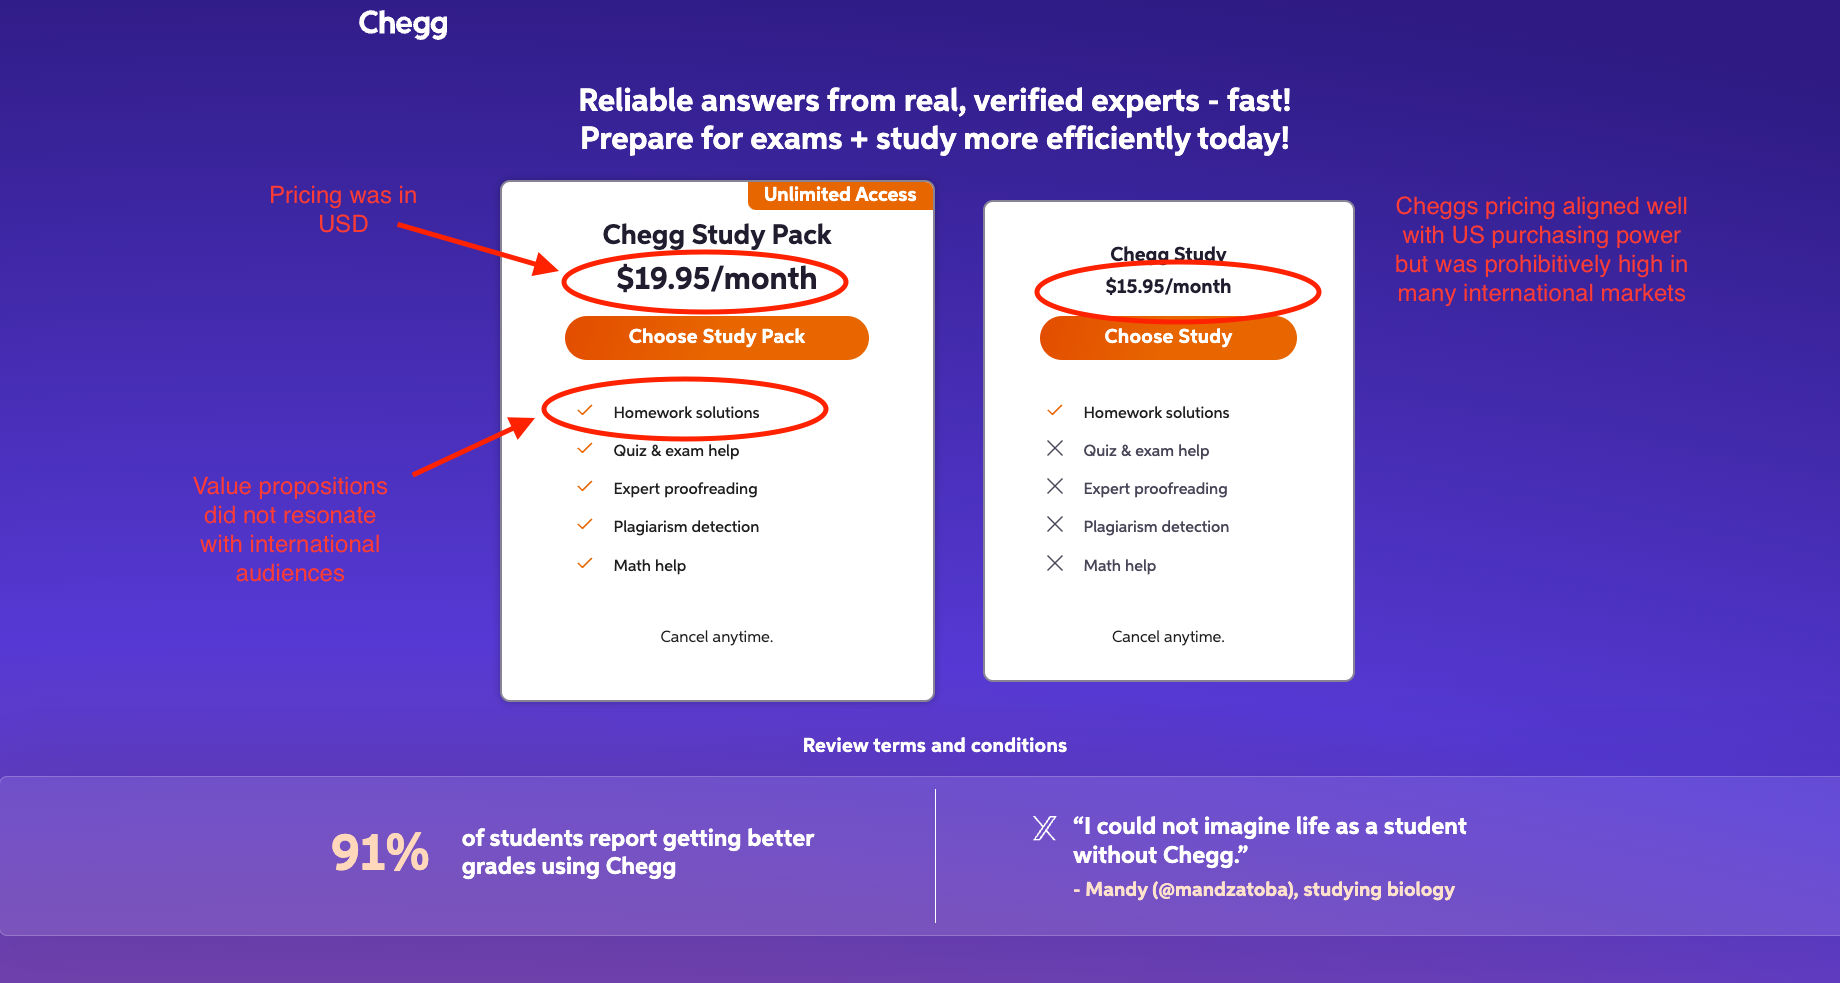 Chegg
Reliable answers from real, verified experts - fast!
Prepare for exams + study more efficiently today!
Pricing was in
USD
Unlimited Access
Chegg Study Pack
$19.95/month
Choose Study Pack
Homework solutions
Quiz & exam help
Expert proofreading
Plagiarism detection
Math help
Cancel anytime.
Chegg Study
$15.95/month
Choose Study
Homework solutions
Quiz & exam help
Expert proofreading
Plagiarism detection
Math help
Cancel anytime.
Cheggs pricing aligned well
with US purchasing power
but was prohibitively high in
many international markets
Value propositions
did not resonate
with international
audiences
Review terms and conditions
91%
of students report getting better
grades using Chegg
“I could not imagine life as a student
without Chegg.”
- Mandy (@mandzatoba), studying biology